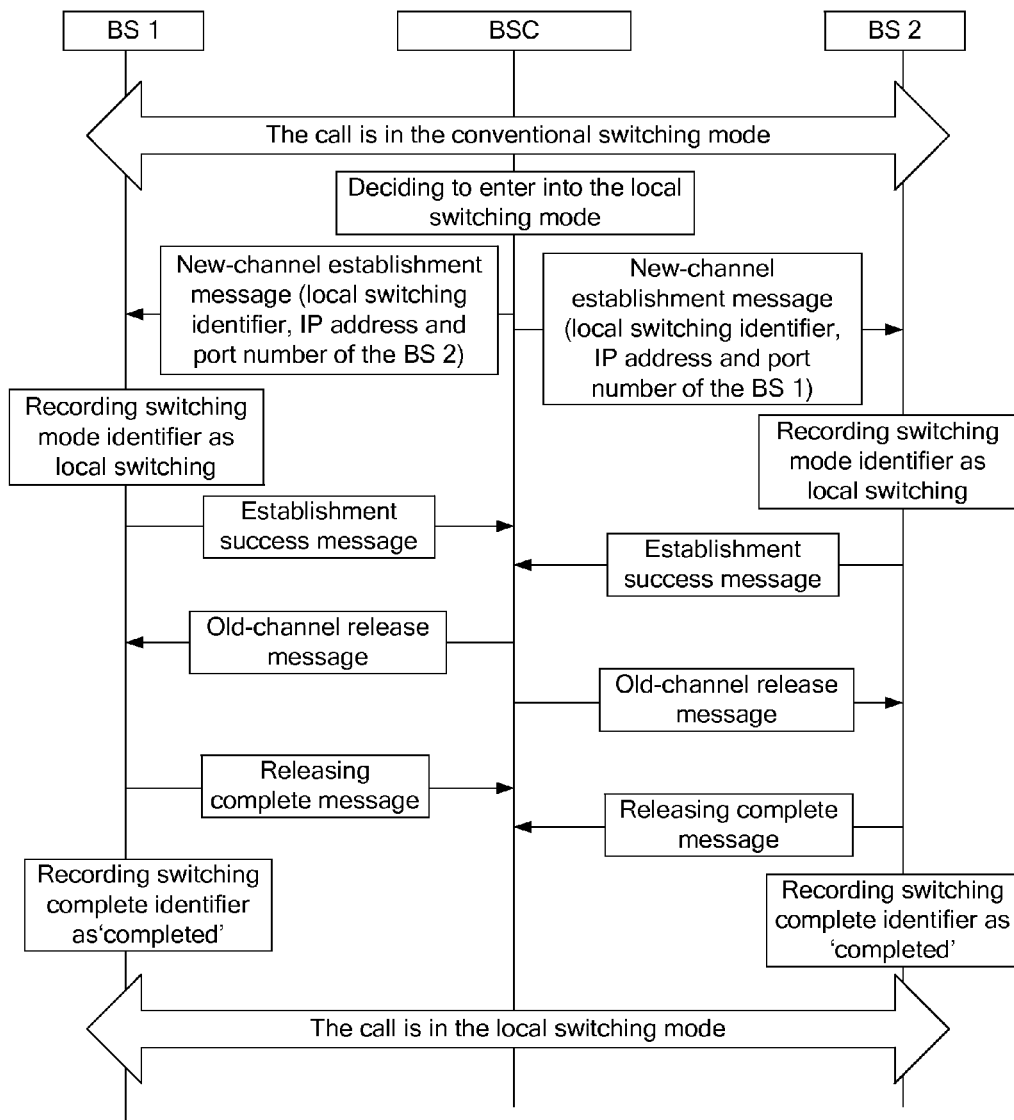 BS 1
BSC
BS 2
The call is in the conventional switching mode
Deciding to enter into the local
switching mode
New-channel establishment
message (local switching
identifier, IP address and
port number of the BS 2)
New-channel
establishment message
(local switching identifier,
IP address and port
number of the BS 1)
Recording switching
mode identifier as
local switching
Recording switching
mode identifier as
local switching
Establishment
success message
Establishment
success message
Old-channel release
message
Old-channel release
message
Releasing
complete message
Releasing complete
message
Recording switching
complete identifier
as‘completed’
Recording switching
complete identifier as
‘completed’
The call is in the local switching mode